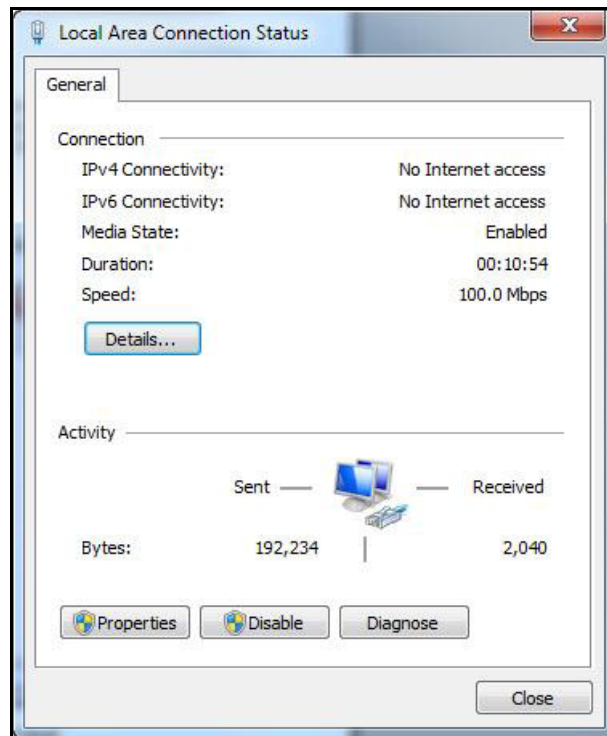 Local Area Connection Status
General
Connection
IPv4 Connectivity: No Internet access
IPv6 Connectivity: No Internet access
Media State: Enabled
Duration: 00:10:54
Speed: 100.0 Mbps
Details...
Activity
Sent Received
Bytes: 192,234 2,040
Properties Disable Diagnose
Close